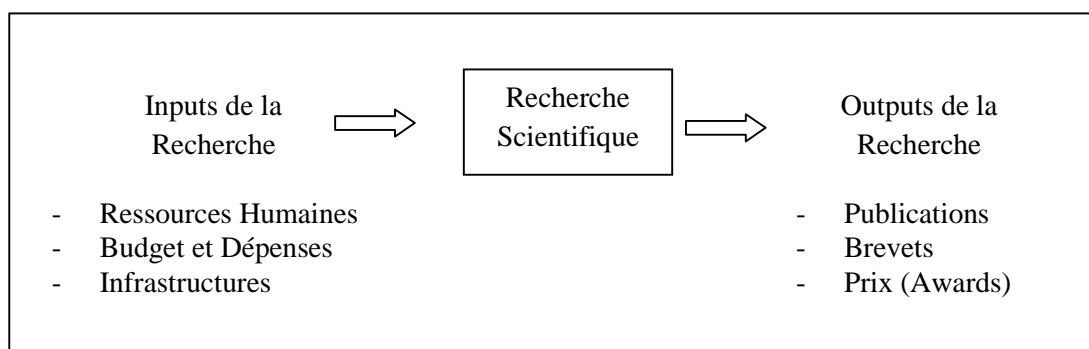 Inputs de la
Recherche
Recherche
Scientifique
Outputs de la
Recherche
- Ressources Humaines
- Budget et Dépenses
- Infrastructures
- Publications
- Brevets
- Prix (Awards)